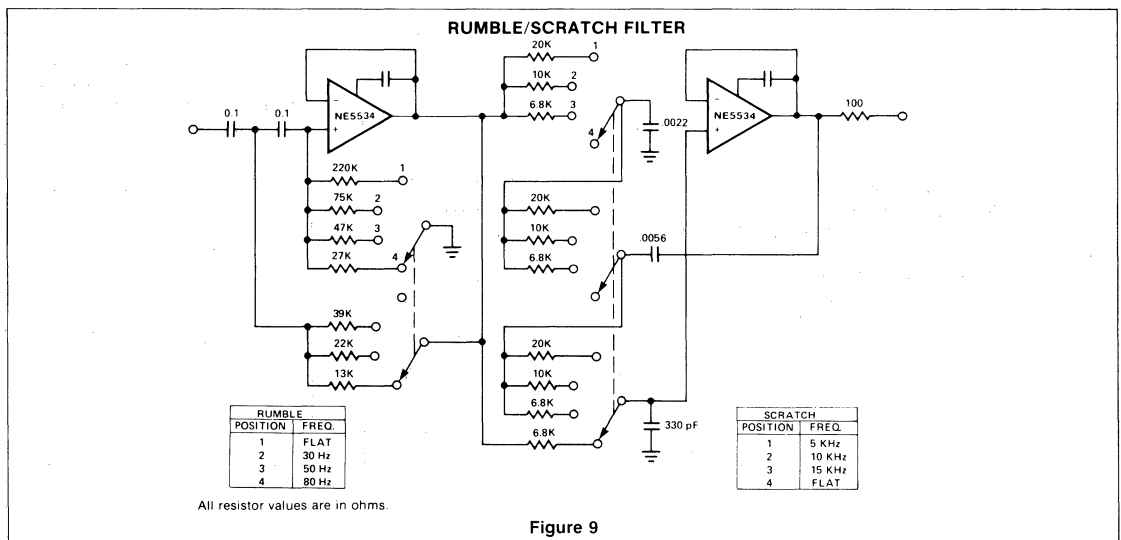 RUMBLE/SCRATCH FILTER
20K
1
10K
2
6.8K
3
4
.0022
0.1
0.1
−
NE5534
+
−
NE5534
+
100
220K
1
75K
2
47K
3
27K
4
20K
10K
6.8K
.0056
39K
22K
13K
20K
10K
6.8K
6.8K
330 pF
RUMBLE
POSITION FREQ.
1 FLAT
2 30 Hz
3 50 Hz
4 80 Hz
SCRATCH
POSITION FREQ.
1 5 KHz
2 10 KHz
3 15 KHz
4 FLAT
All resistor values are in ohms.
Figure 9